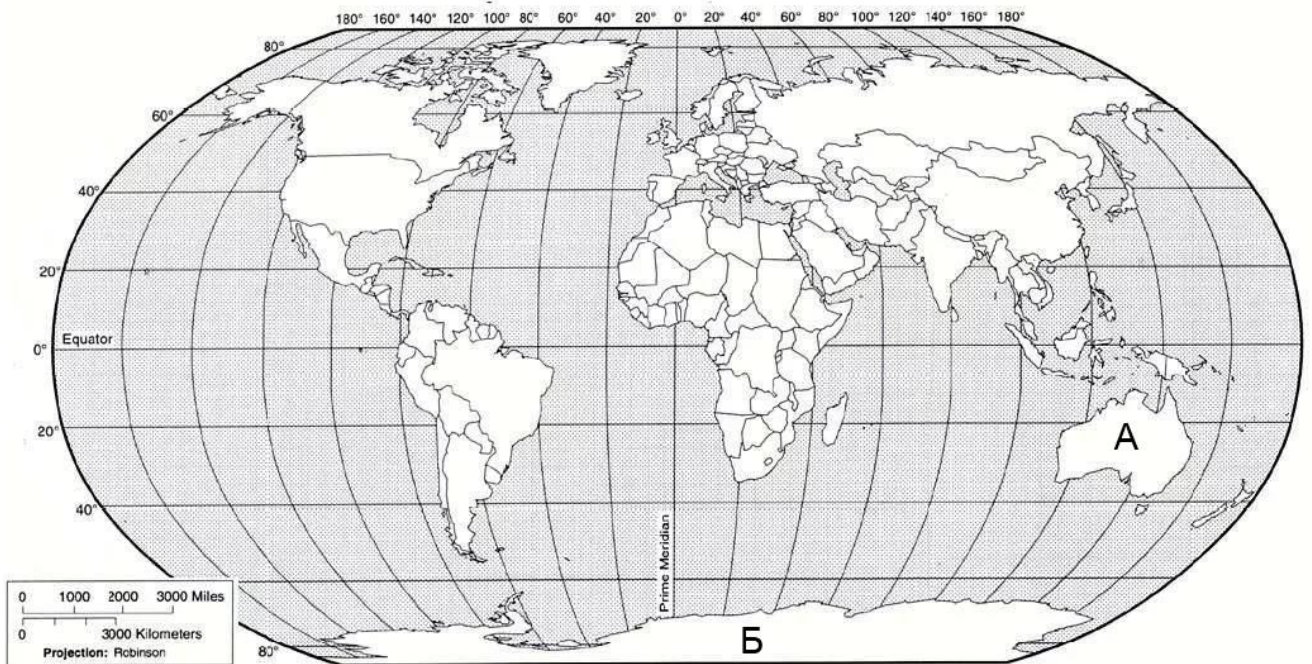 180° 160° 140° 120° 100° 80° 60° 40° 20° 0° 20° 40° 60° 80° 100° 120° 140° 160° 180°
80°
60°
40°
20°
Equator
0°
20°
А
40°
Prime Meridian
0 1000 2000 3000 Miles
0 3000 Kilometers
Projection: Robinson
80°
Б